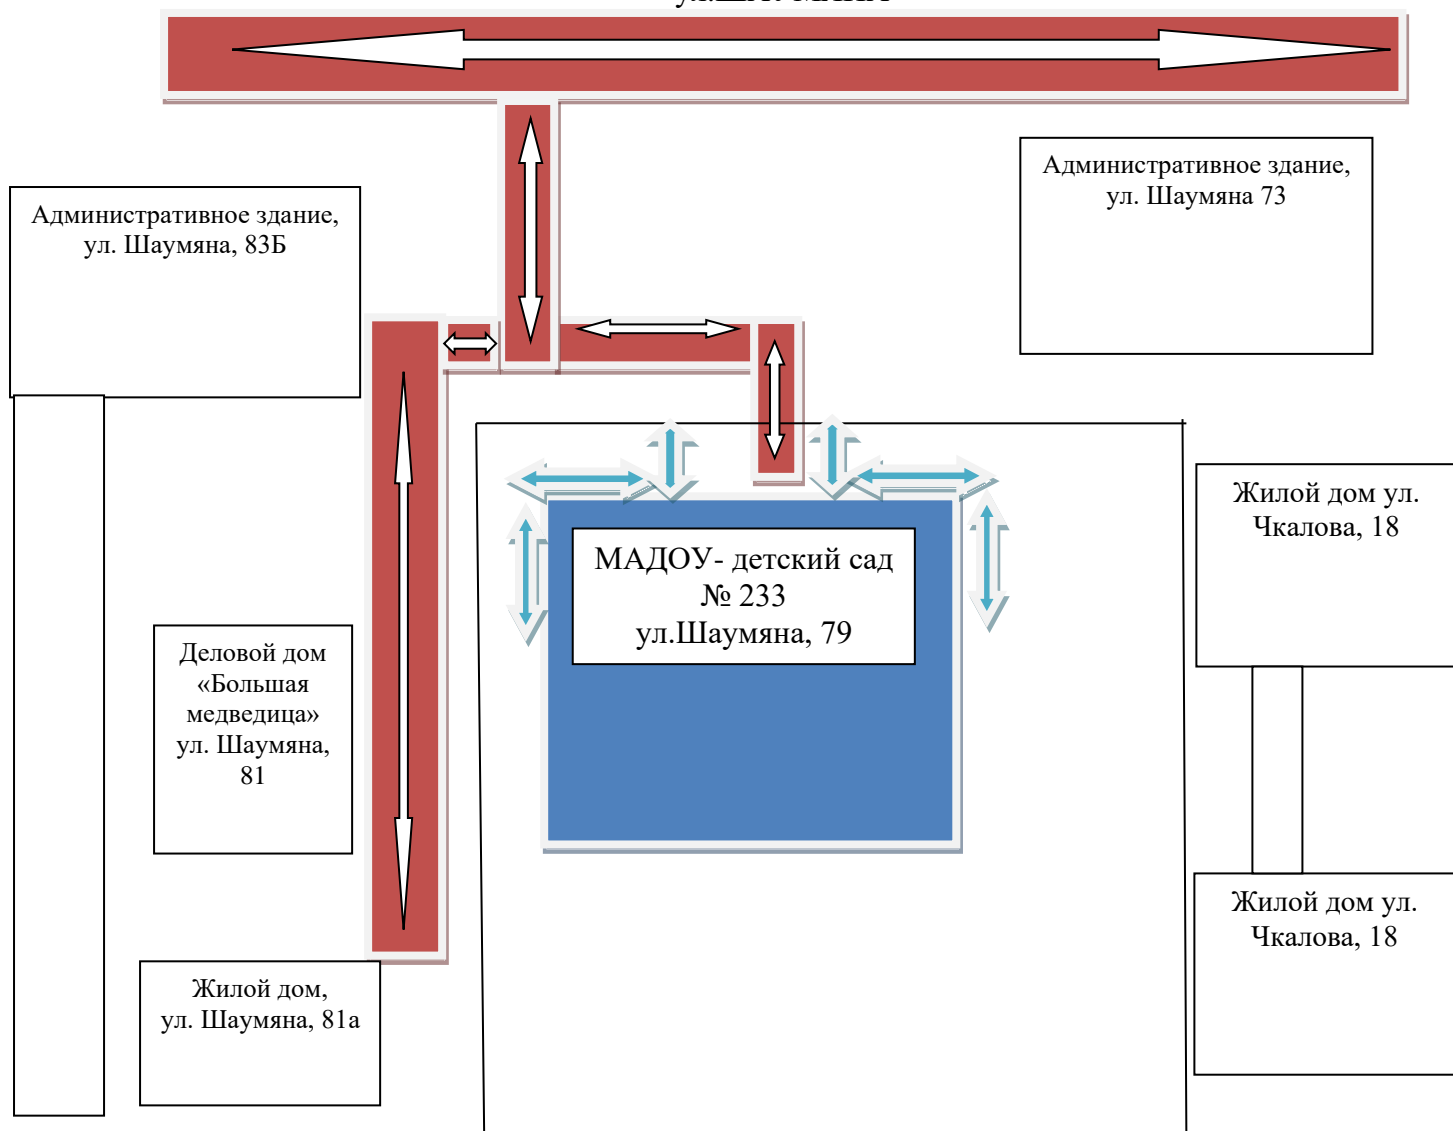 Административное здание,
ул. Шаумяна 73
Административное здание,
ул. Шаумяна, 83Б
Жилой дом ул.
Чкалова, 18
МАДОУ- детский сад
№ 233
ул.Шаумяна, 79
Деловой дом
«Большая
медведица»
ул. Шаумяна,
81
Жилой дом ул.
Чкалова, 18
Жилой дом,
ул. Шаумяна, 81а